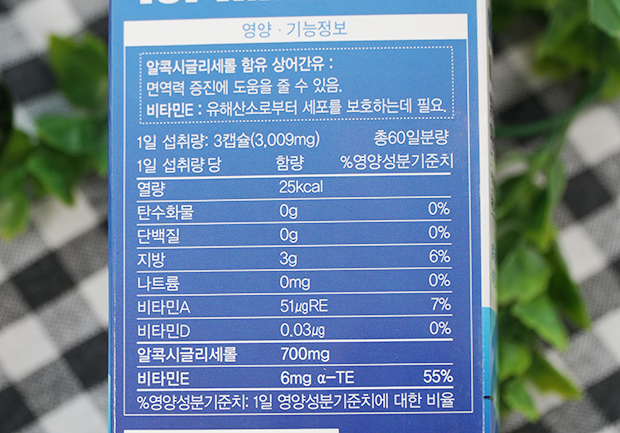 영양 · 기능정보
알콕시글리세롤 함유 상어간유 :
면역력 증진에 도움을 줄 수 있음.
비타민E : 유해산소로부터 세포를 보호하는데 필요.
1일 섭취량: 3캡슐(3,009mg) 총60일분량
1일 섭취량 당 함량 %영양성분기준치
열량 25kcal
탄수화물 0g 0%
단백질 0g 0%
지방 3g 6%
나트륨 0mg 0%
비타민A 51㎍RE 7%
비타민D 0.03㎍ 0%
알콕시글리세롤 700mg
비타민E 6mg α-TE 55%
%영양성분기준치: 1일 영양성분기준치에 대한 비율